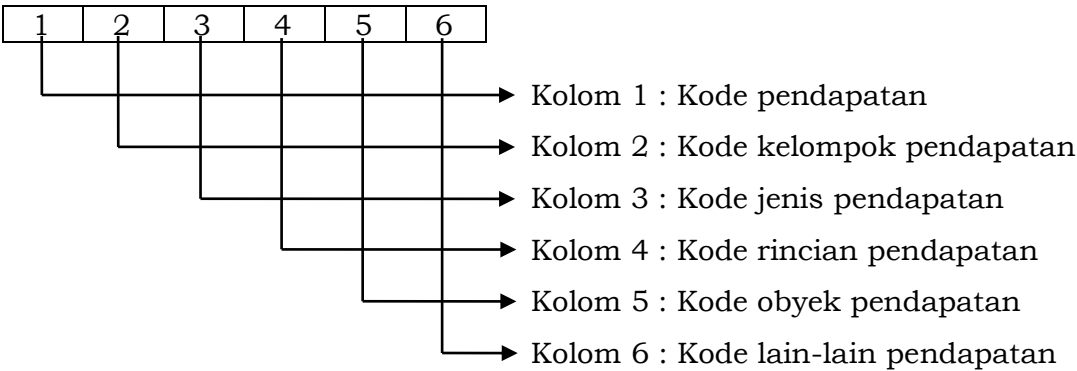 1 2 3 4 5 6
Kolom 1 : Kode pendapatan
Kolom 2 : Kode kelompok pendapatan
Kolom 3 : Kode jenis pendapatan
Kolom 4 : Kode rincian pendapatan
Kolom 5 : Kode obyek pendapatan
Kolom 6 : Kode lain-lain pendapatan